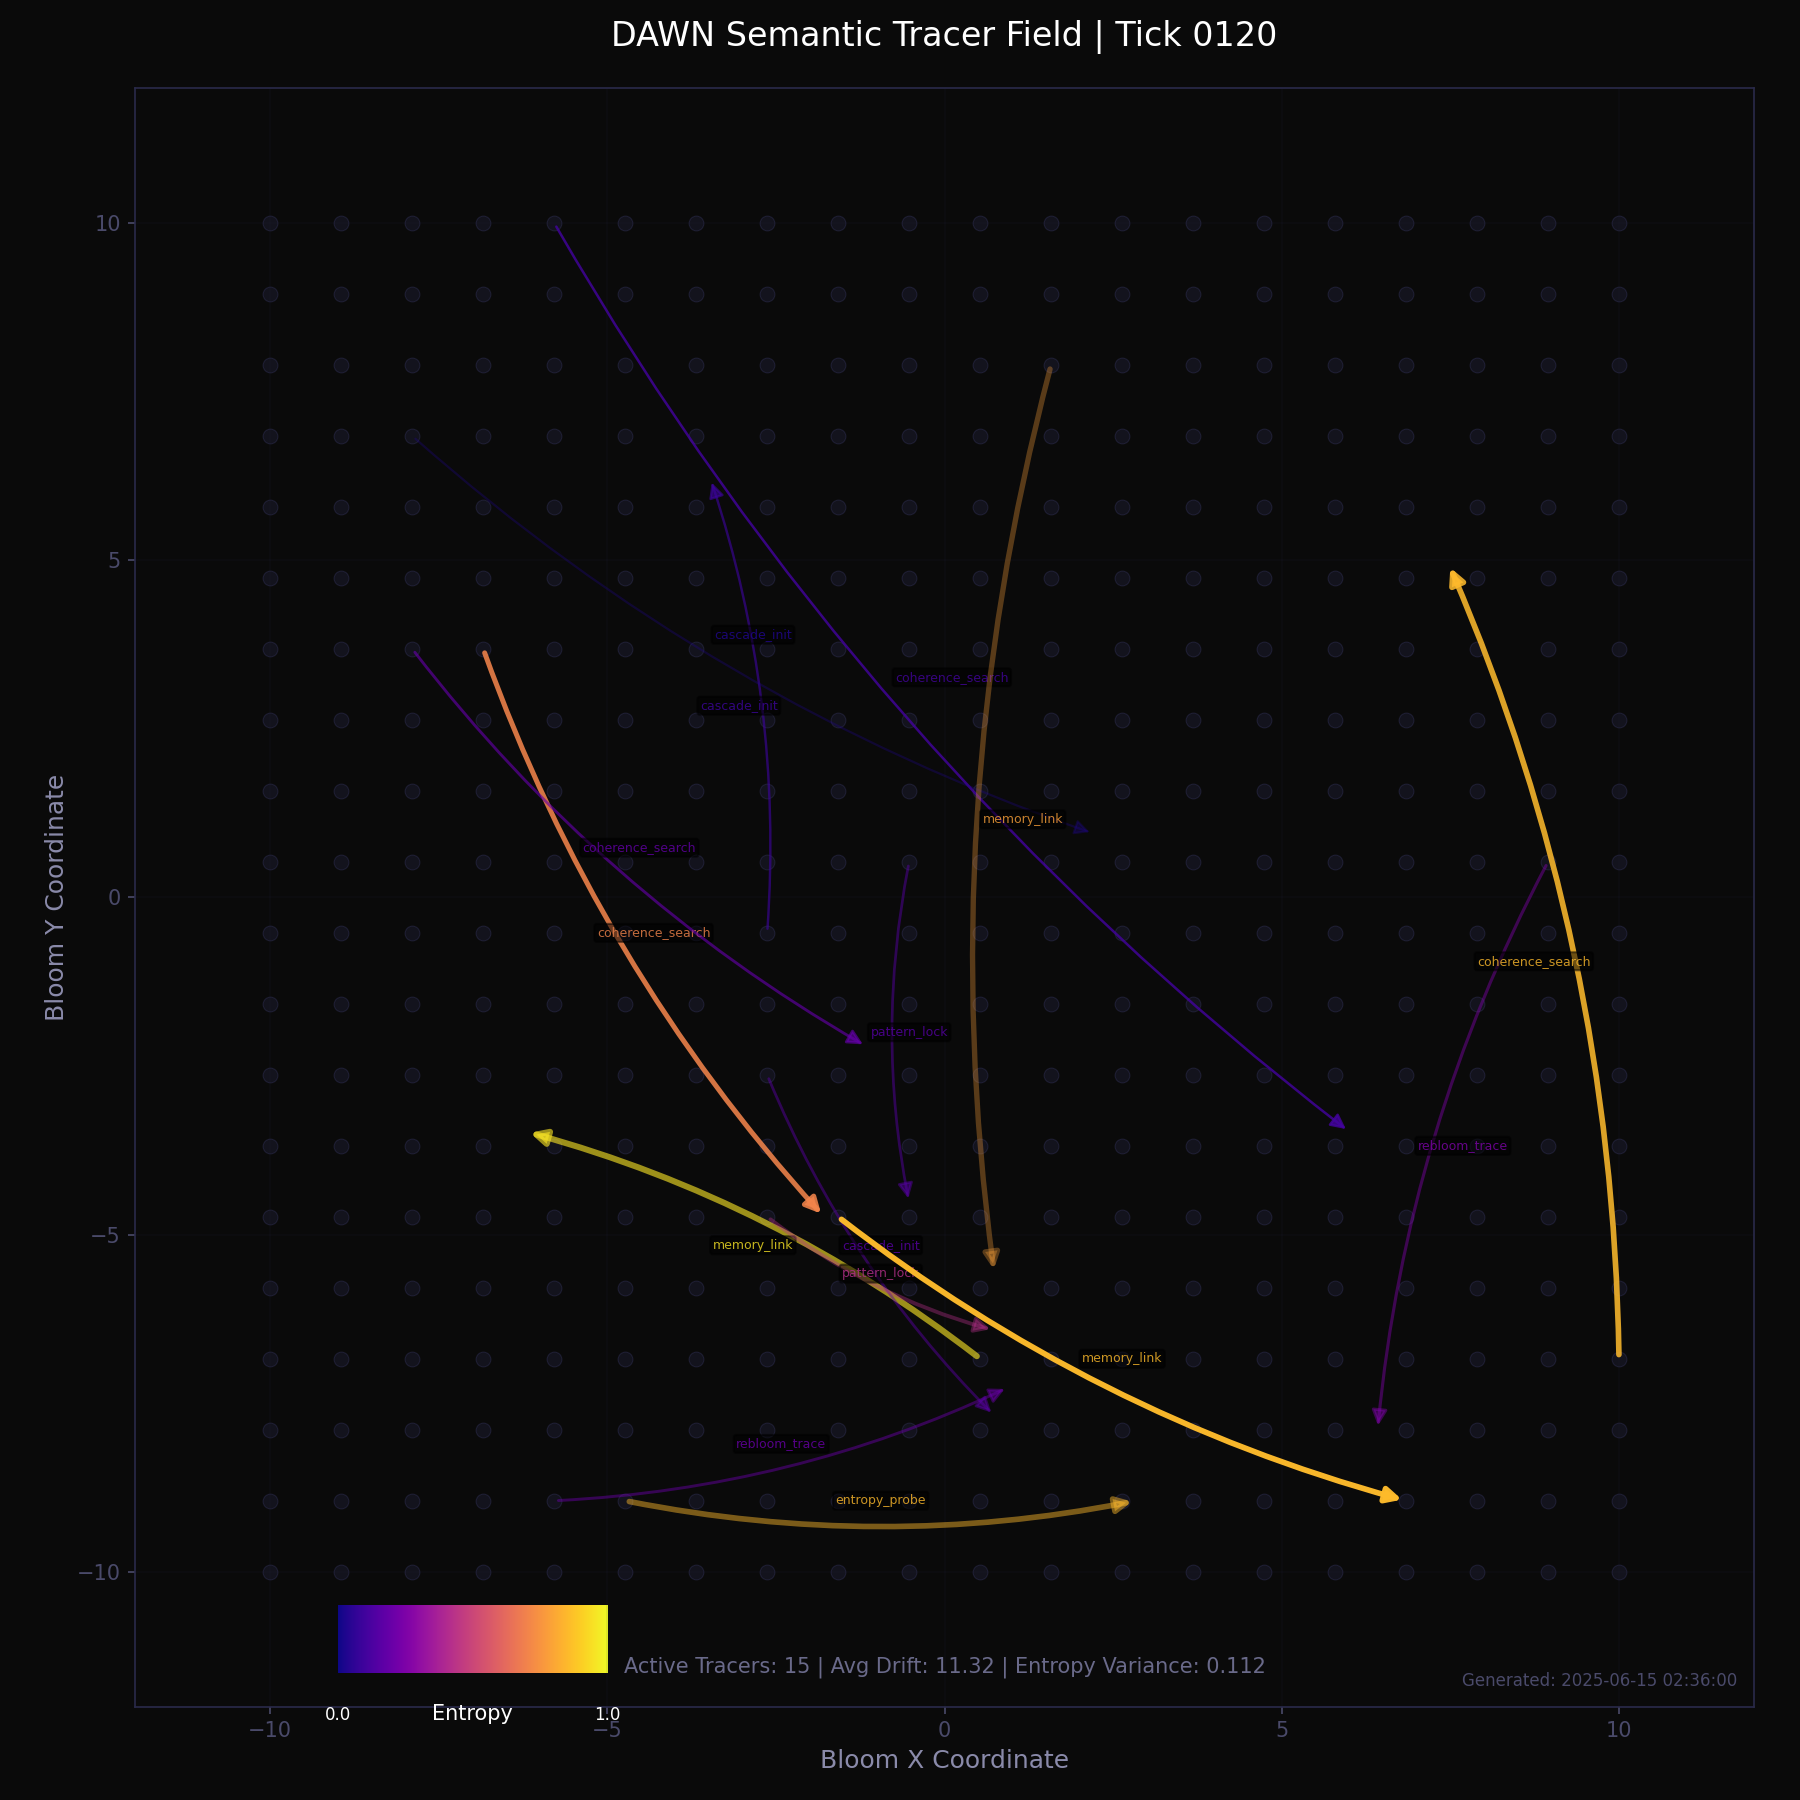 DAWN Semantic Tracer Field | Tick 0120
10
5
0
−5
−10
Bloom Y Coordinate
cascade_init
coherence_search
cascade_init
memory_link
coherence_search
coherence_search
coherence_search
pattern_lock
rebloom_trace
memory_link
cascade_init
pattern_lock
memory_link
rebloom_trace
entropy_probe
Active Tracers: 15 | Avg Drift: 11.32 | Entropy Variance: 0.112
Generated: 2025-06-15 02:36:00
0.0
Entropy
1.0
−10
−5
0
5
10
Bloom X Coordinate